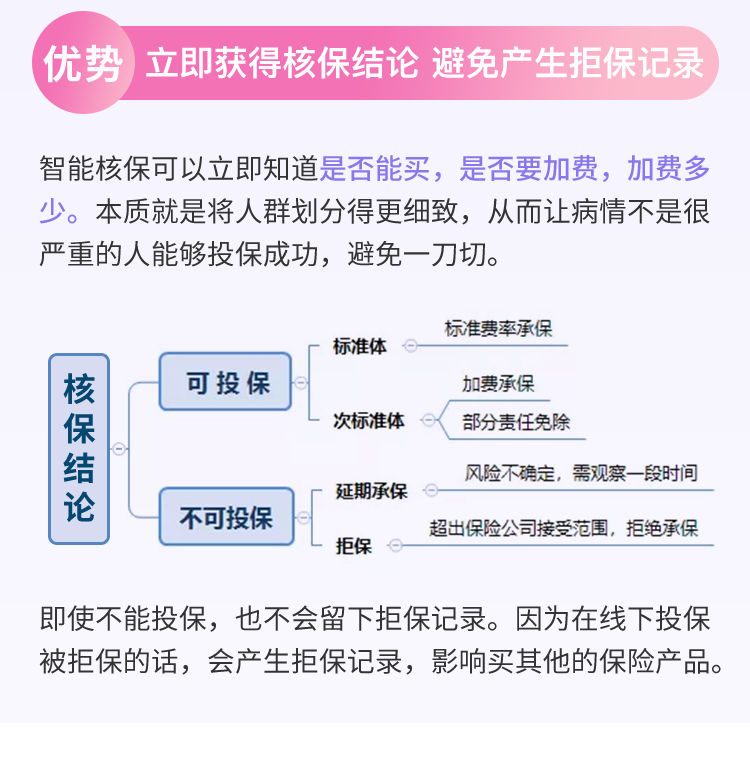 优势 立即获得核保结论 避免产生拒保记录
智能核保可以立即知道是否能买，是否要加费，加费多
少。本质就是将人群划分得更细致，从而让病情不是很
严重的人能够投保成功，避免一刀切。
核保结论
可投保
标准体
标准费率承保
次标准体
加费承保
部分责任免除
不可投保
延期承保
风险不确定，需观察一段时间
拒保
超出保险公司接受范围，拒绝承保
即使不能投保，也不会留下拒保记录。因为在线下投保
被拒保的话，会产生拒保记录，影响买其他的保险产品。